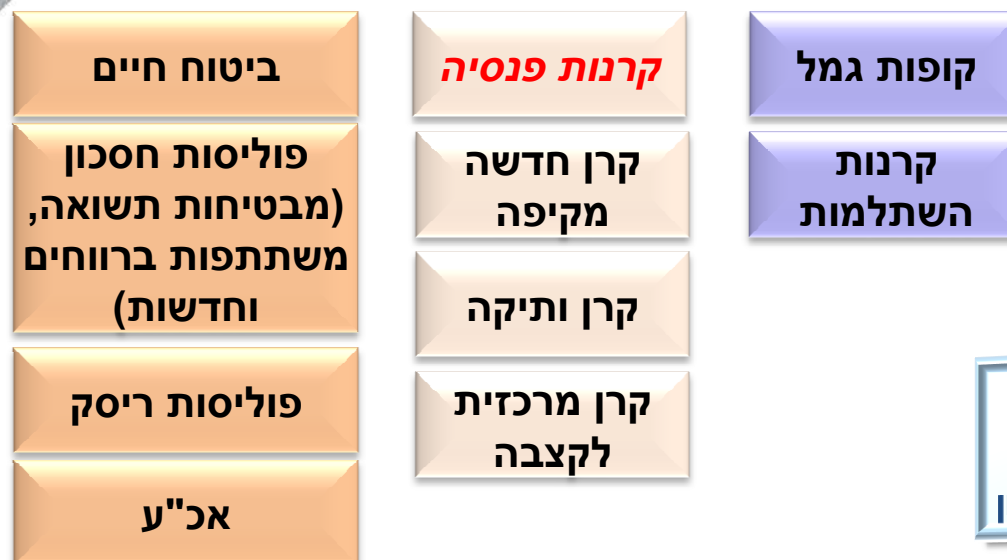 קופות גמל
קרנות
השתלמות
קרנות פנסיה
קרן חדשה
מקיפה
קרן ותיקה
קרן מרכזית
לקצבה
ביטוח חיים
פוליסות חסכון
(מבטיחות תשואה,
משתתפות ברווחים
וחדשות)
פוליסות ריסק
אכ"ע